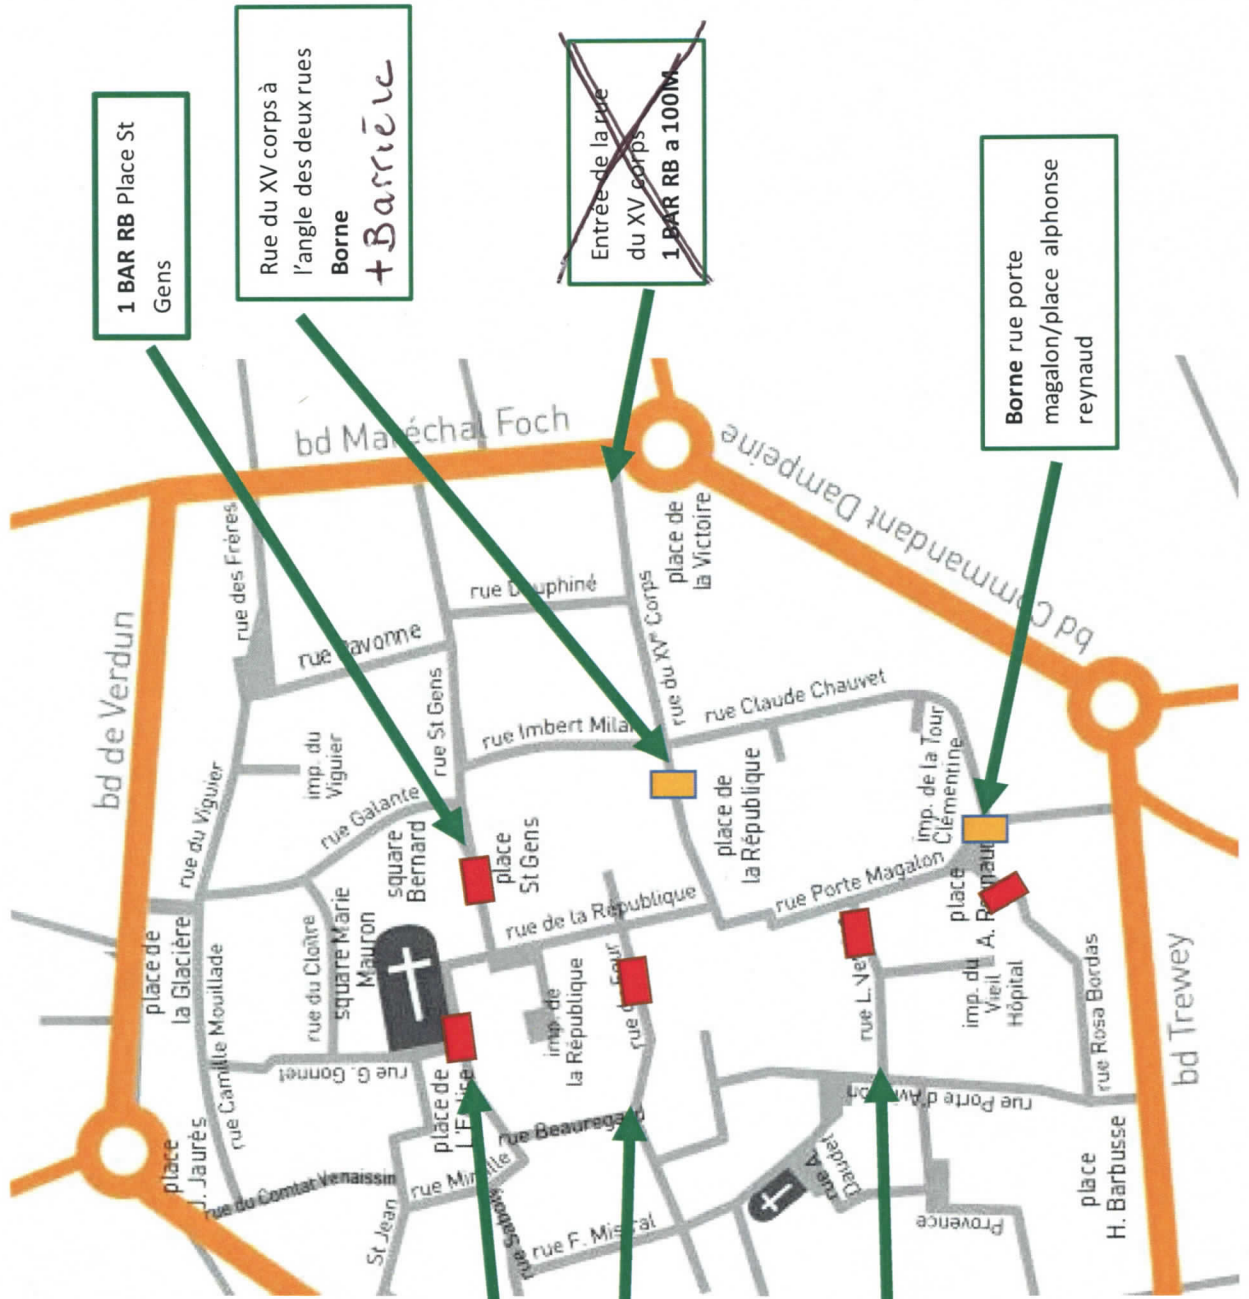 1 BAR RB Place St
Gens
Rue du XV corps à
l'angle des deux rues
Borne
+ Barriére
Entrée de la rue
du XV corps
1 BAR RB a 100M
Borne rue porte
magalon/place alphonse
reynaud
bd Maréchal Foch
bd Commandant Dampeine
bd de Verdun
bd Trewey
rue des Frères
rue Dauphiné
place de
la Victoire
rue du XVᵉ Corps
rue St Gens
rue Imbert
rue Claude Chauvet
imp. du
Viguier
rue du Viguier
rue Galante
square
Bernard
place
St Gens
place de
la République
imp. de la Tour
Clémentine
rue Porte Magalon
place
A.
rue de la République
place de
la Glacière
rue Camille Mouillade
rue du Cloître
square Marie
Mauron
rue G. Gonnet
imp. de
la République
rue
rue L.
imp. du
Vieil
Hôpital
rue Rosa Bordas
place de
rue Beauregard
rue Porte d'Avignon
place
J. Jaurès
rue du Comtat Venaissin
rue Mireille
St Jean
rue Saboly
rue F. Mistral
rue A.
Daudet
Provence
place
H. Barbusse